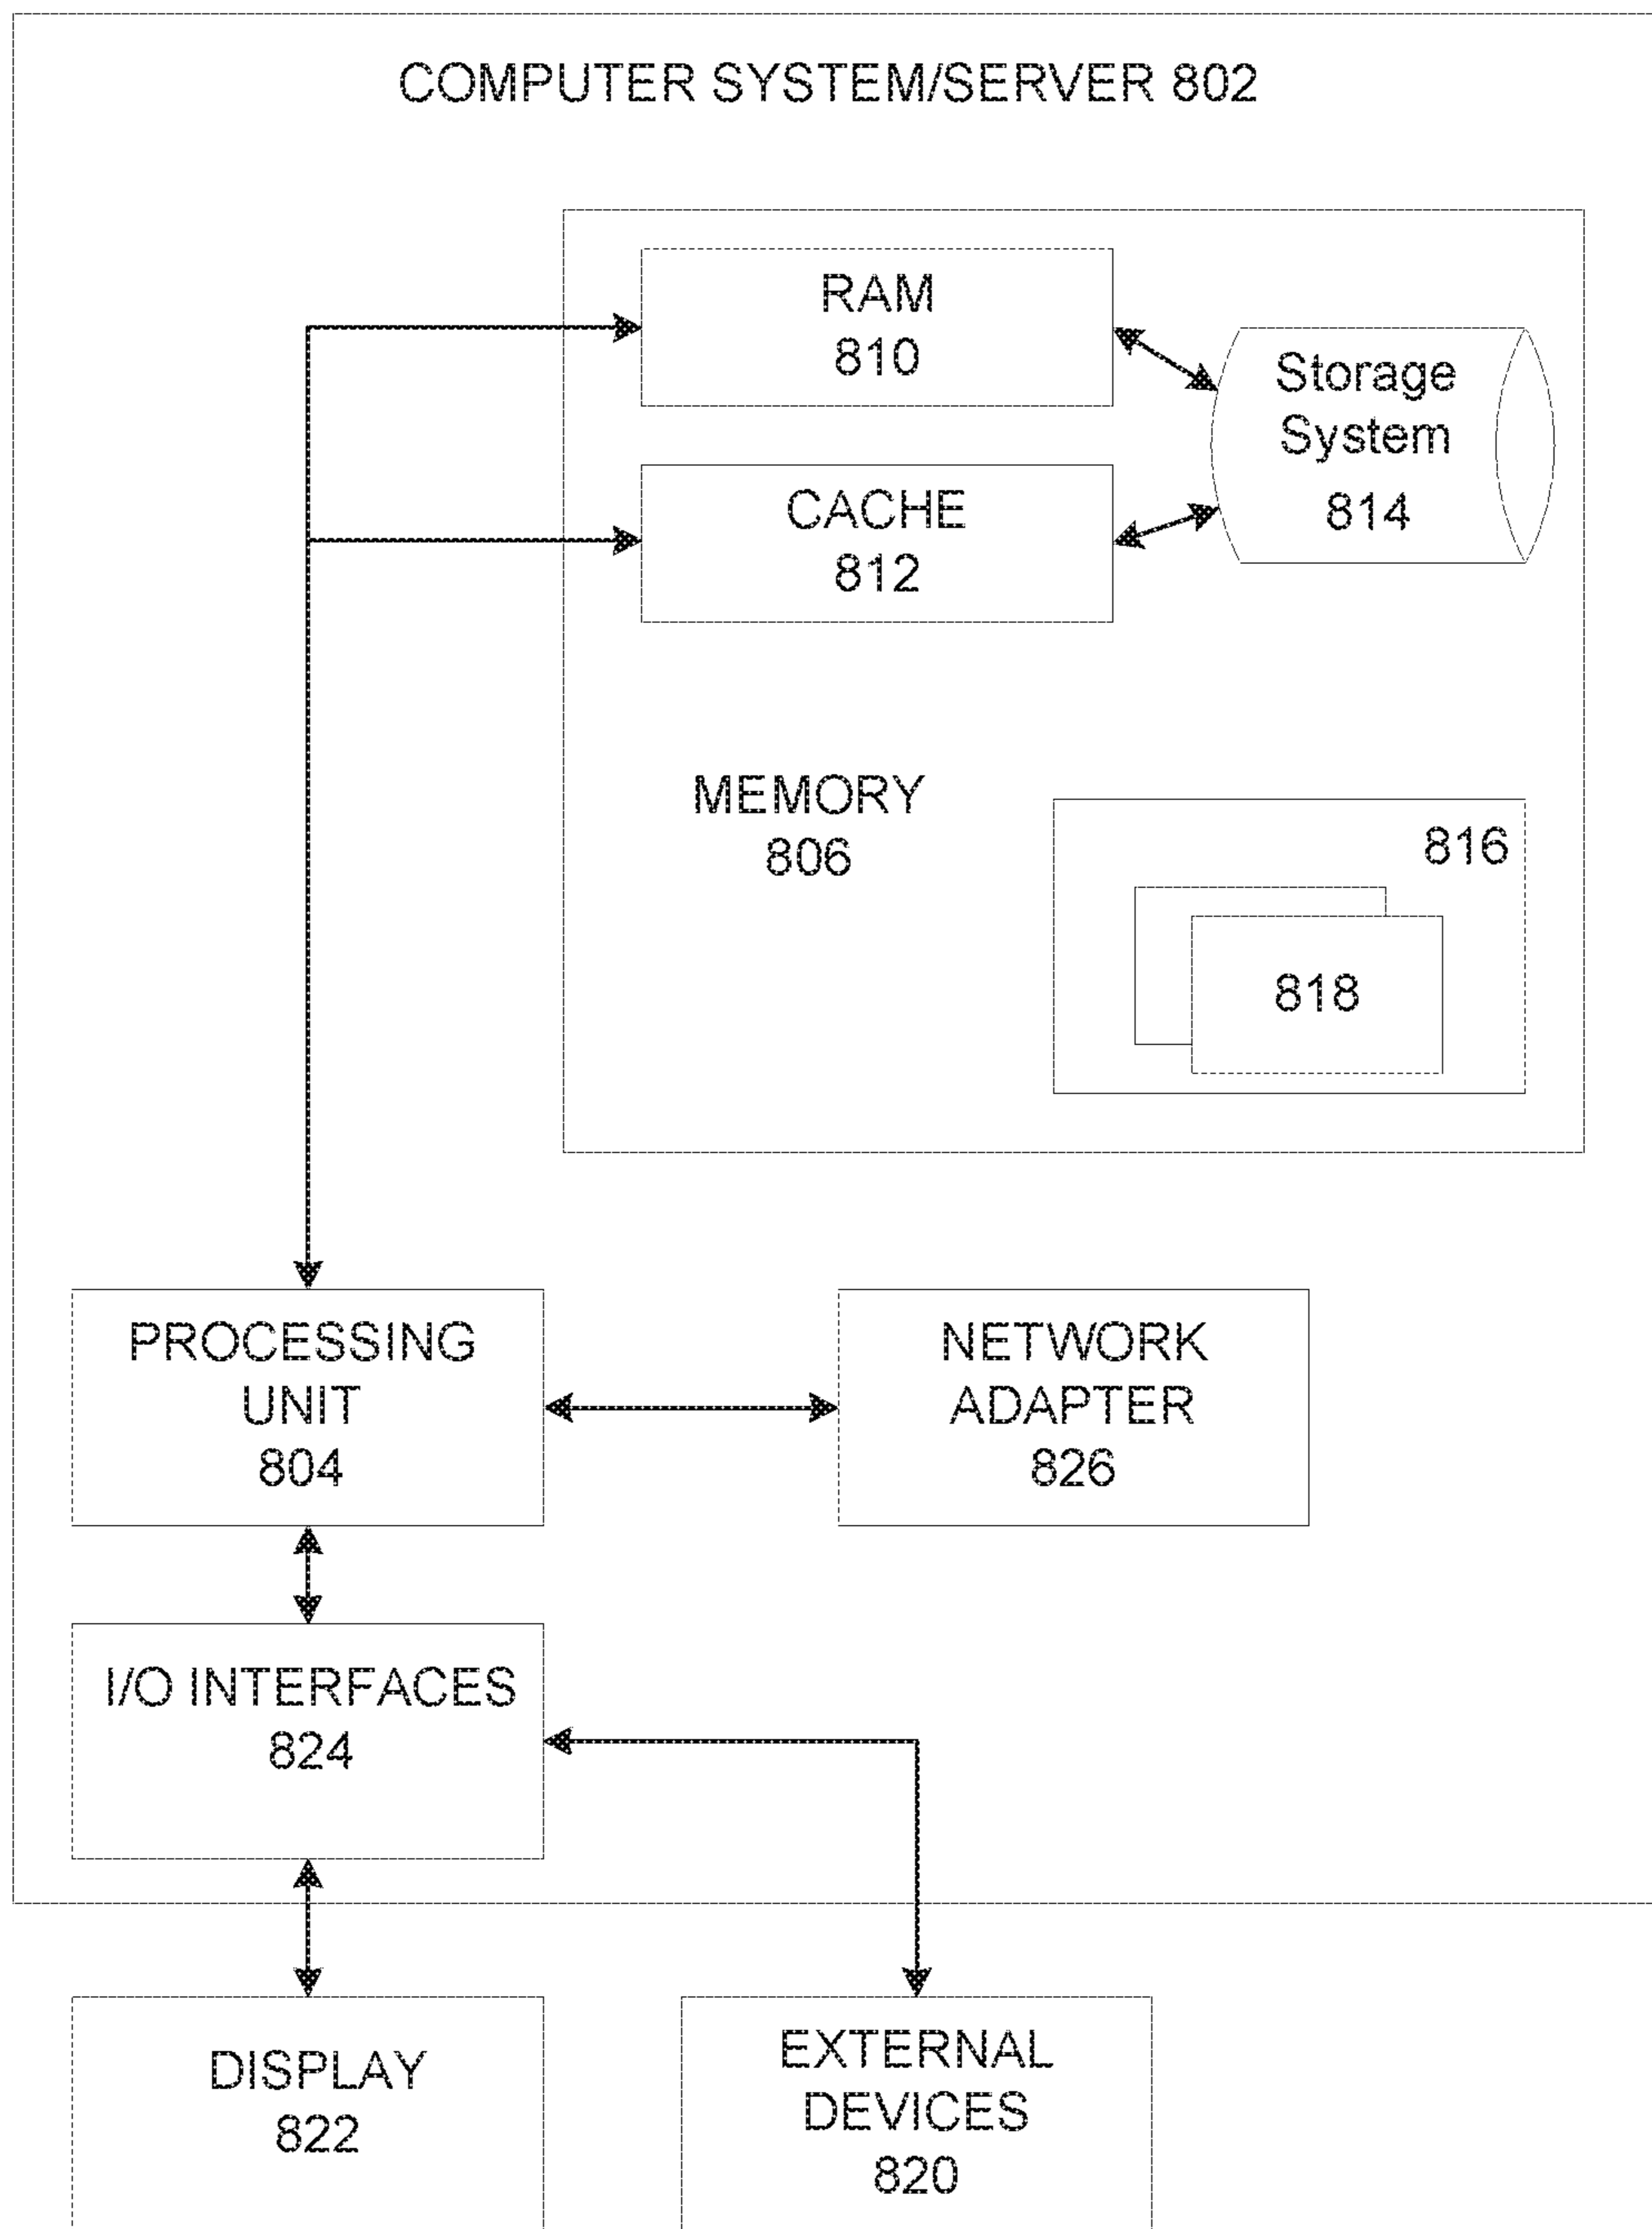 COMPUTER SYSTEM/SERVER 802
RAM
810
Storage
System
814
CACHE
812
MEMORY
806
816
818
PROCESSING
UNIT
804
NETWORK
ADAPTER
826
I/O INTERFACES
824
DISPLAY
822
EXTERNAL
DEVICES
820